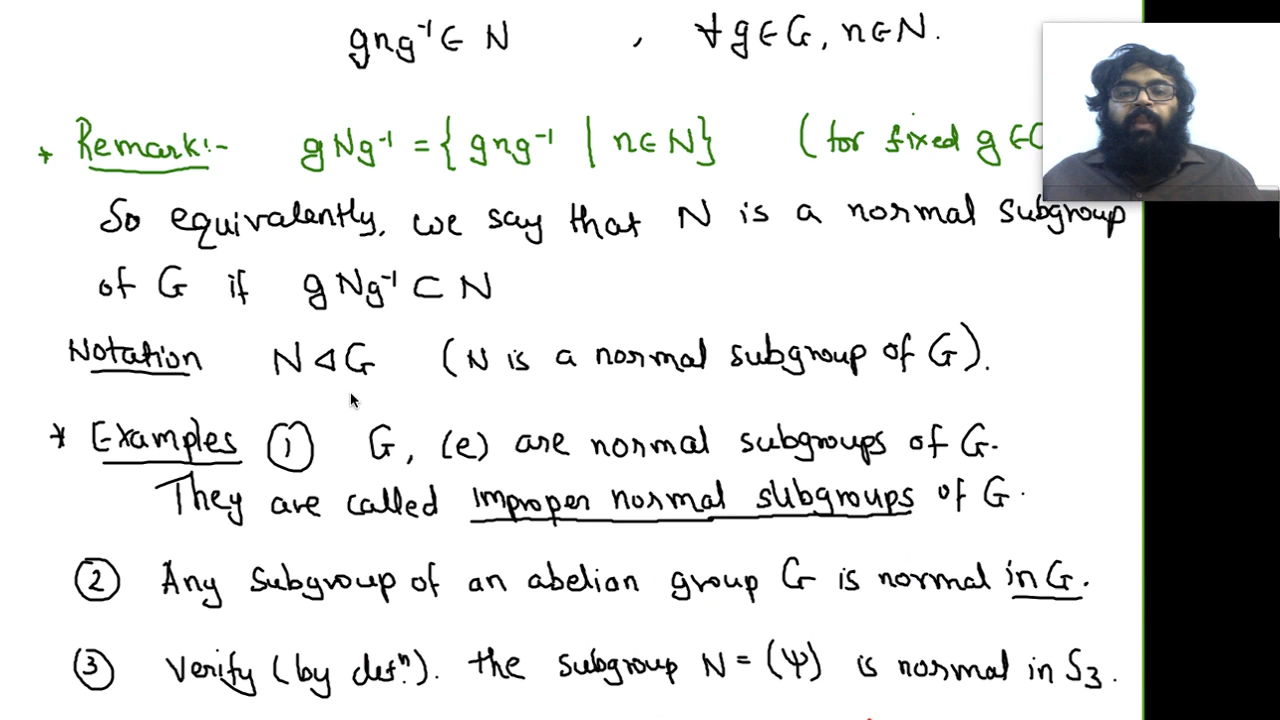 gng⁻¹ ∈ N , ∀ g ∈ G, n ∈ N.
* Remark:- gNg⁻¹ = { gng⁻¹ | n ∈ N } (for fixed g ∈
So equivalently, we say that N is a normal subgroup
of G if gNg⁻¹ ⊂ N
Notation N ⊲ G (N is a normal subgroup of G).
* Examples ① G, (e) are normal subgroups of G.
They are called improper normal subgroups of G.
② Any subgroup of an abelian group G is normal in G.
③ Verify (by defⁿ). the subgroup N = (ψ) is normal in S₃.